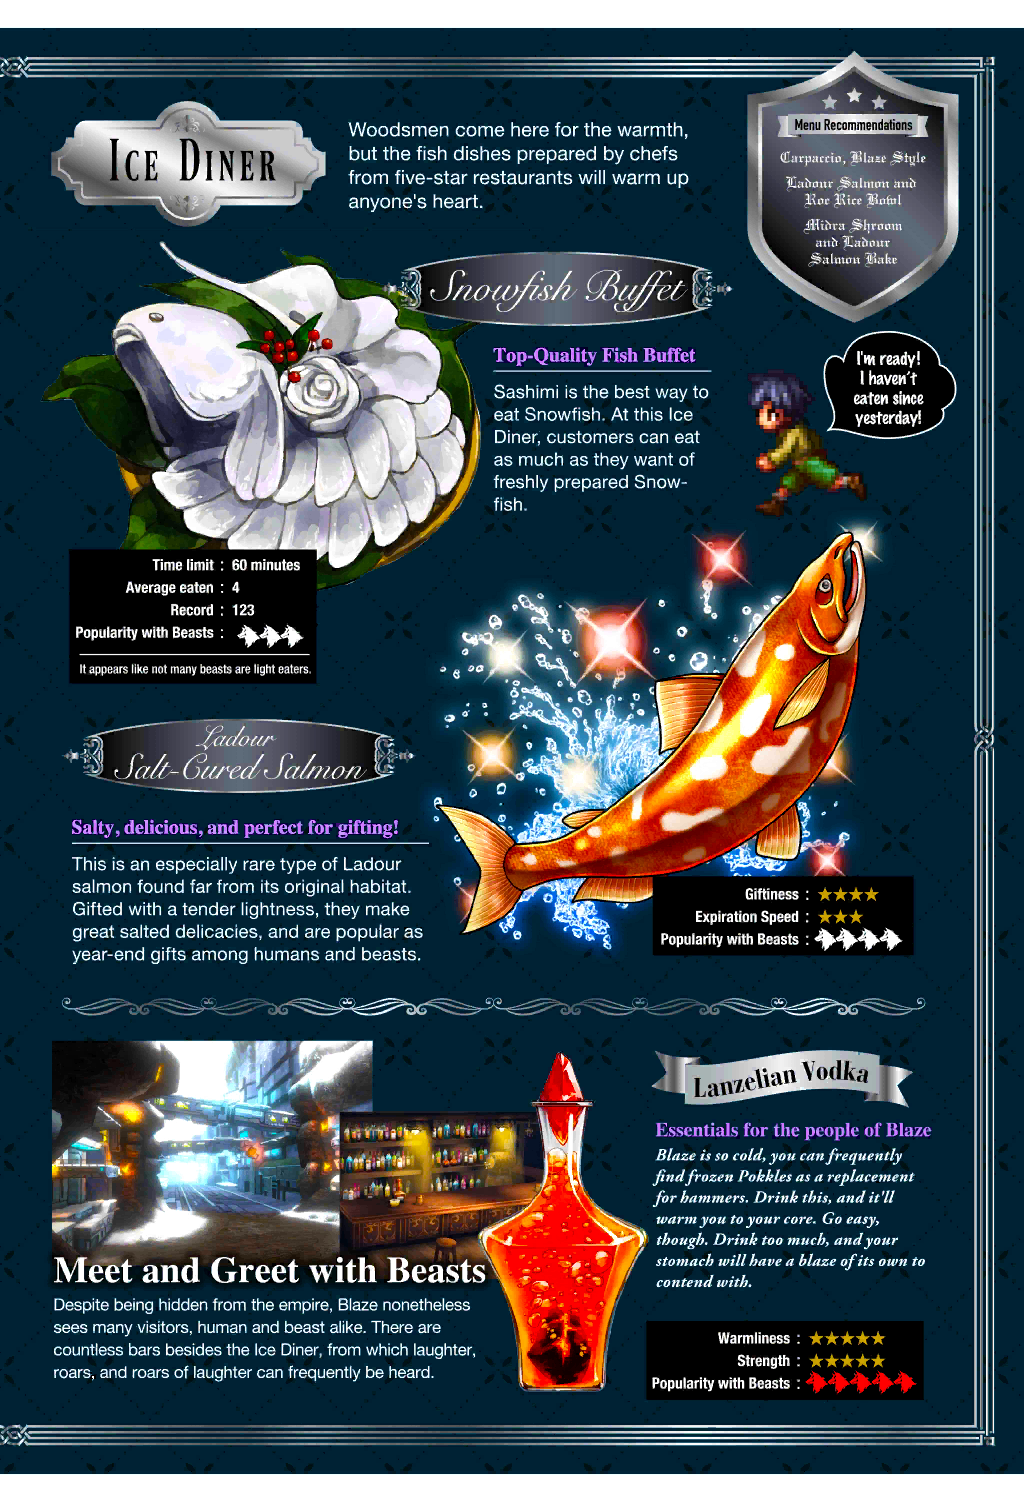 ICE DINER
Woodsmen come here for the warmth,
but the fish dishes prepared by chefs
from five-star restaurants will warm up
anyone's heart.
Menu Recommendations
Carpaccio, Blaze Style
Ladour Salmon and
Roe Rice Bowl
Midra Shroom
and Ladour
Salmon Bake
Snowfish Buffet
Top-Quality Fish Buffet
Sashimi is the best way to
eat Snowfish. At this Ice
Diner, customers can eat
as much as they want of
freshly prepared Snow-
fish.
I'm ready!
I haven't
eaten since
yesterday!
Time limit : 60 minutes
Average eaten : 4
Record : 123
Popularity with Beasts :
It appears like not many beasts are light eaters.
Ladour
Salt-Cured Salmon
Salty, delicious, and perfect for gifting!
This is an especially rare type of Ladour
salmon found far from its original habitat.
Gifted with a tender lightness, they make
great salted delicacies, and are popular as
year-end gifts among humans and beasts.
Giftiness : ★★★★
Expiration Speed : ★★★
Popularity with Beasts :
Meet and Greet with Beasts
Despite being hidden from the empire, Blaze nonetheless
sees many visitors, human and beast alike. There are
countless bars besides the Ice Diner, from which laughter,
roars, and roars of laughter can frequently be heard.
Lanzelian Vodka
Essentials for the people of Blaze
Blaze is so cold, you can frequently
find frozen Pokkles as a replacement
for hammers. Drink this, and it'll
warm you to your core. Go easy,
though. Drink too much, and your
stomach will have a blaze of its own to
contend with.
Warmliness : ★★★★★
Strength : ★★★★★
Popularity with Beasts :